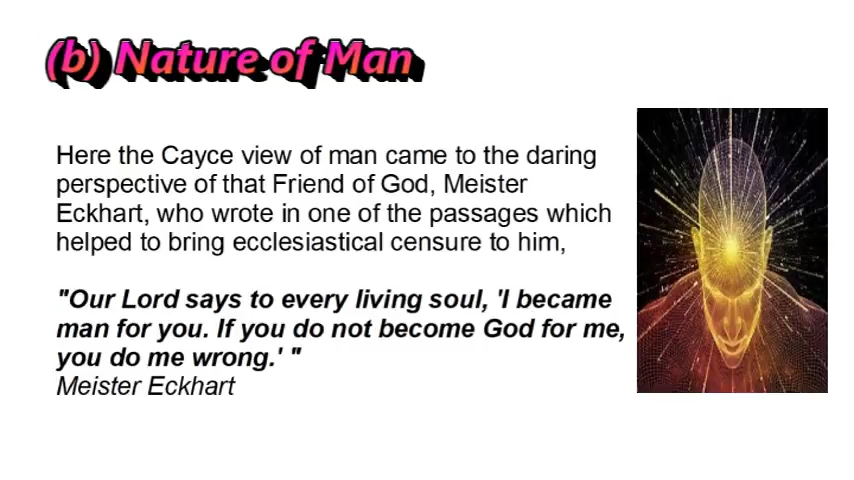 (b) Nature of Man
Here the Cayce view of man came to the daring
perspective of that Friend of God, Meister
Eckhart, who wrote in one of the passages which
helped to bring ecclesiastical censure to him,
"Our Lord says to every living soul, 'I became
man for you. If you do not become God for me,
you do me wrong.' "
Meister Eckhart